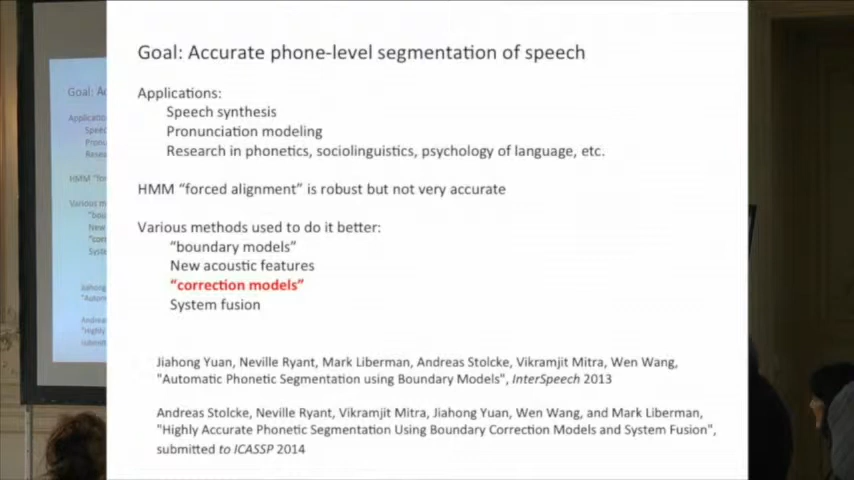 Goal: Accurate phone-level segmentation of speech
Applications:
Speech synthesis
Pronunciation modeling
Research in phonetics, sociolinguistics, psychology of language, etc.
HMM “forced alignment” is robust but not very accurate
Various methods used to do it better:
“boundary models”
New acoustic features
“correction models”
System fusion
Jiahong Yuan, Neville Ryant, Mark Liberman, Andreas Stolcke, Vikramjit Mitra, Wen Wang,
"Automatic Phonetic Segmentation using Boundary Models", InterSpeech 2013
Andreas Stolcke, Neville Ryant, Vikramjit Mitra, Jiahong Yuan, Wen Wang, and Mark Liberman,
"Highly Accurate Phonetic Segmentation Using Boundary Correction Models and System Fusion",
submitted to ICASSP 2014